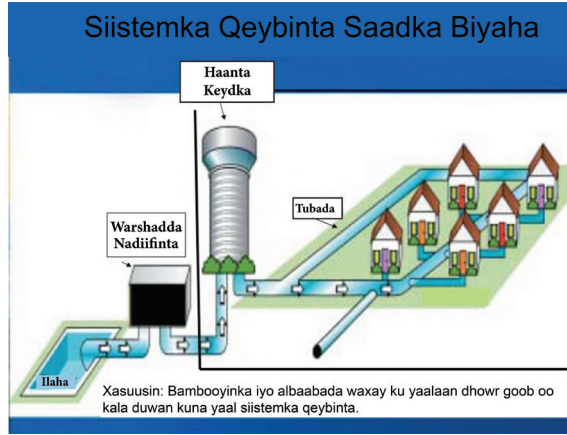 Siistemka Qeybinta Saadka Biyaha
Haanta
Keydka
Tubada
Warshadda
Nadiifinta
Ilaha
Xasuusin: Bambooyinka iyo albaabada waxay ku yaalaan dhowr goob oo
kala duwan kuna yaal siistemka qeybinta.